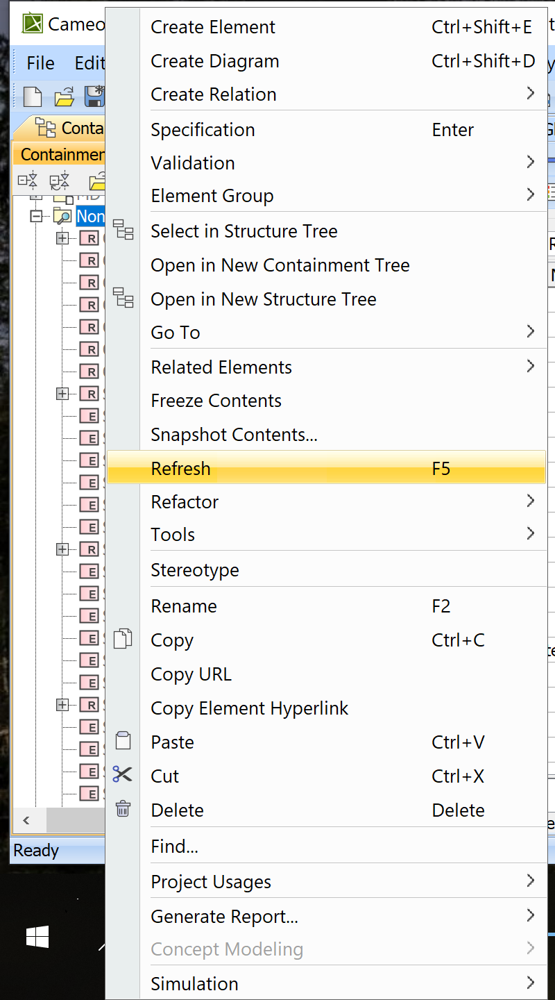 Cameo
File Edit
Conta
Containmen
MD
Non
R
R
R
R
R
R
R
R
E
E
E
E
E
E
R
E
E
E
E
E
E
R
E
E
E
E
Ready
Create Element Ctrl+Shift+E
Create Diagram Ctrl+Shift+D
Create Relation
Specification Enter
Validation
Element Group
Select in Structure Tree
Open in New Containment Tree
Open in New Structure Tree
Go To
Related Elements
Freeze Contents
Snapshot Contents...
Refresh F5
Refactor
Tools
Stereotype
Rename F2
Copy Ctrl+C
Copy URL
Copy Element Hyperlink
Paste Ctrl+V
Cut Ctrl+X
Delete Delete
Find...
Project Usages
Generate Report...
Concept Modeling
Simulation